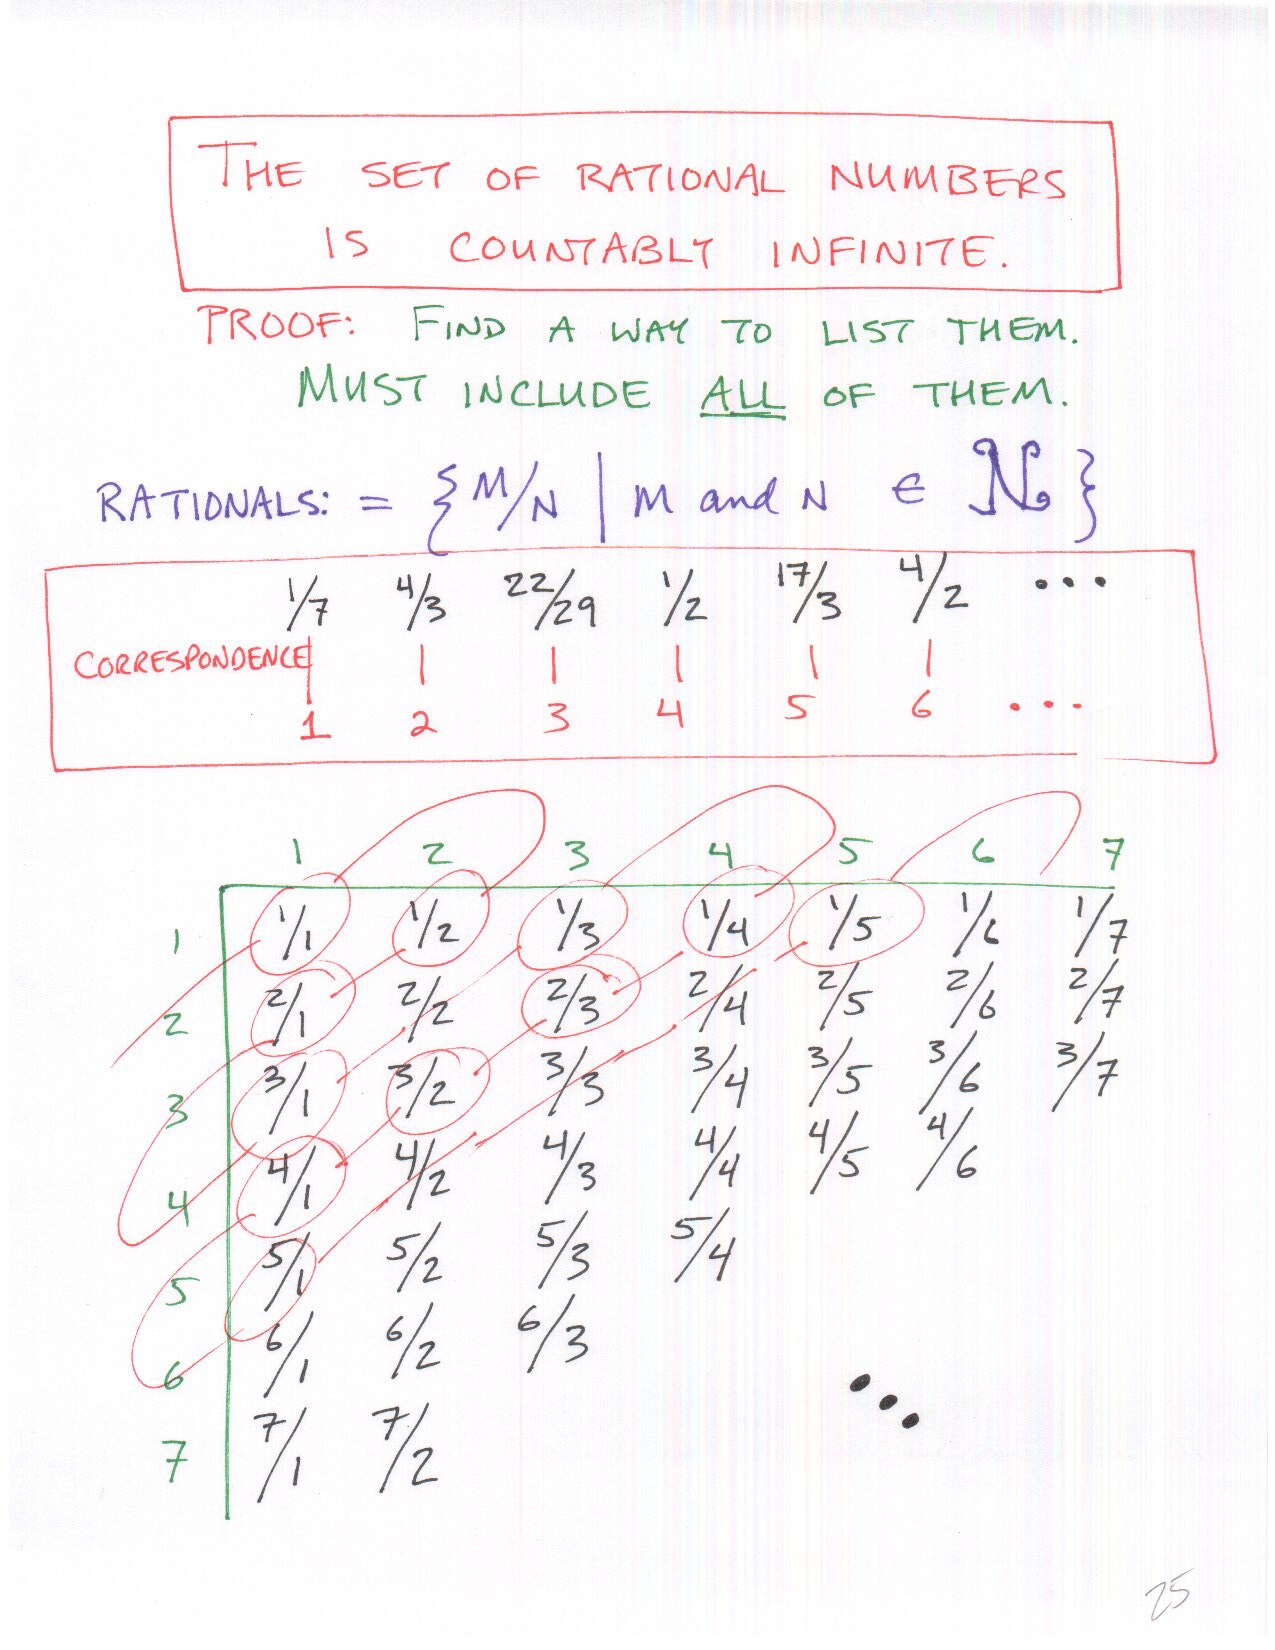 THE SET OF RATIONAL NUMBERS
IS COUNTABLY INFINITE.
PROOF: FIND A WAY TO LIST THEM.
MUST INCLUDE ALL OF THEM.
RATIONALS: = {M/N | M and N ∈ N}
1/7 4/3 22/29 1/2 17/3 4/2 ...
CORRESPONDENCE
1 2 3 4 5 6 ...
1 2 3 4 5 6 7
1 1/1 1/2 1/3 1/4 1/5 1/6 1/7
2 2/1 2/2 2/3 2/4 2/5 2/6 2/7
3 3/1 3/2 3/3 3/4 3/5 3/6 3/7
4 4/1 4/2 4/3 4/4 4/5 4/6
5 5/1 5/2 5/3 5/4
6 6/1 6/2 6/3
...
7 7/1 7/2
25